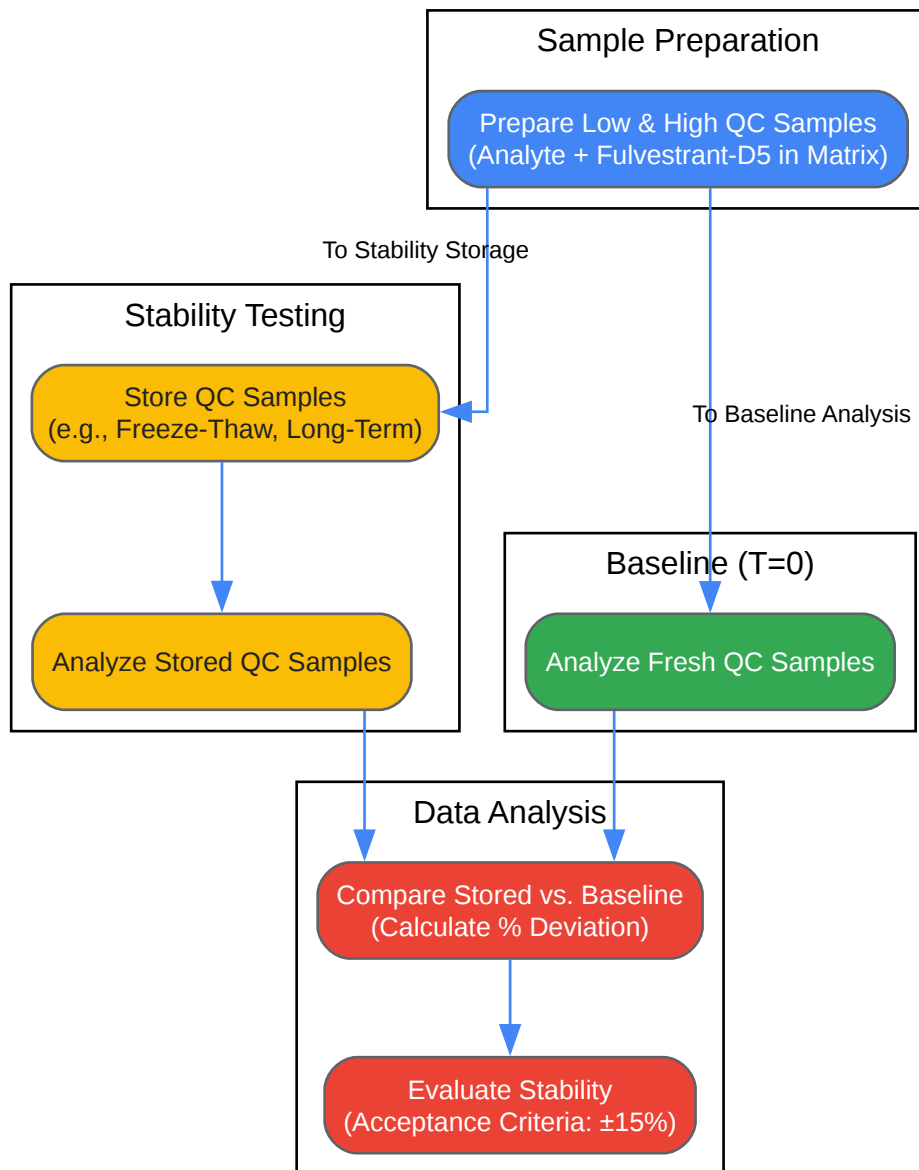 Sample Preparation
Prepare Low & High QC Samples
(Analyte + Fulvestrant-D5 in Matrix)
To Stability Storage
Stability Testing
Store QC Samples
(e.g., Freeze-Thaw, Long-Term)
To Baseline Analysis
Baseline (T=0)
Analyze Stored QC Samples
Analyze Fresh QC Samples
Data Analysis
Compare Stored vs. Baseline
(Calculate % Deviation)
Evaluate Stability
(Acceptance Criteria: ±15%)